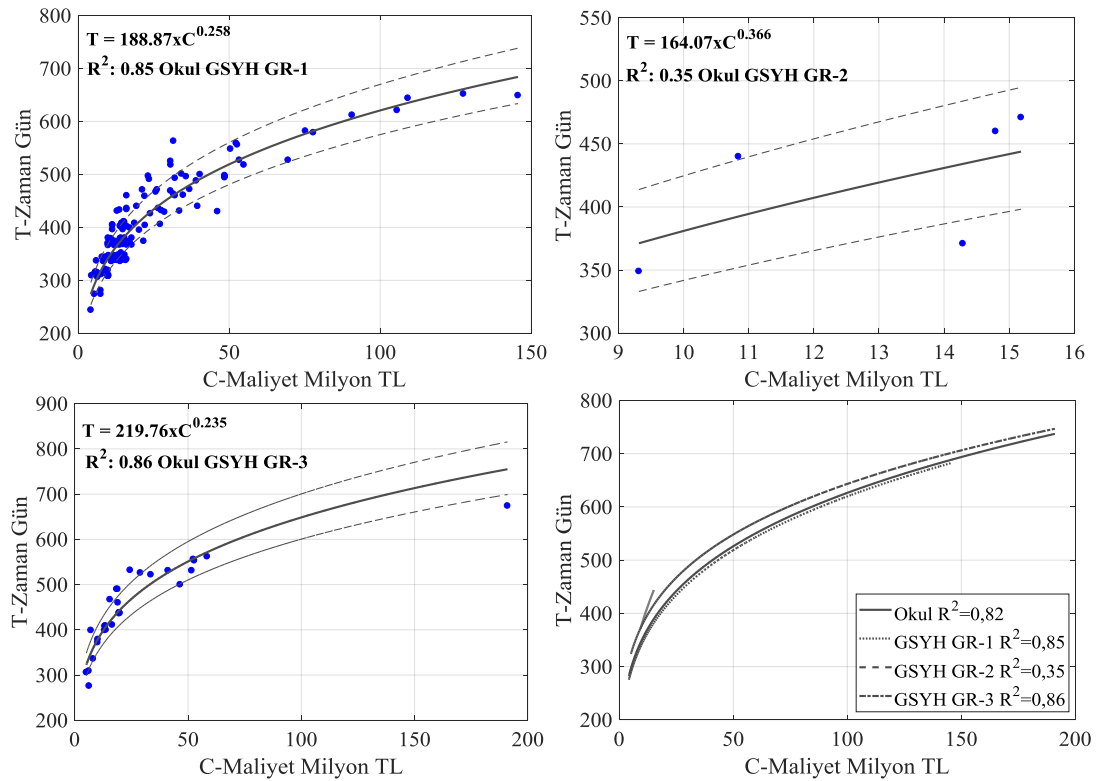 T = 188.87xC^0.258
R^2: 0.85 Okul GSYH GR-1
800
700
600
500
400
300
200
0
50
100
150
T-Zaman Gün
C-Maliyet Milyon TL
T = 164.07xC^0.366
R^2: 0.35 Okul GSYH GR-2
550
500
450
400
350
300
9
10
11
12
13
14
15
16
T-Zaman Gün
C-Maliyet Milyon TL
T = 219.76xC^0.235
R^2: 0.86 Okul GSYH GR-3
900
800
700
600
500
400
300
200
0
50
100
150
200
T-Zaman Gün
C-Maliyet Milyon TL
800
700
600
500
400
300
200
0
50
100
150
200
T-Zaman Gün
C-Maliyet Milyon TL
Okul R^2=0,82
GSYH GR-1 R^2=0,85
GSYH GR-2 R^2=0,35
GSYH GR-3 R^2=0,86